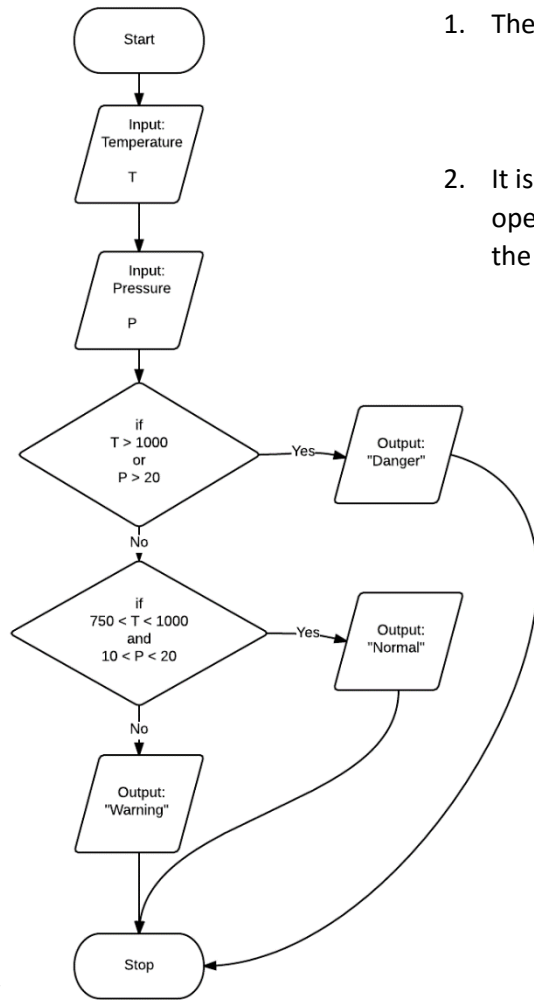 Start
Input:
Temperature
T
Input:
Pressure
P
if
T > 1000
or
P > 20
Yes
Output:
"Danger"
No
if
750 < T < 1000
and
10 < P < 20
Yes
Output:
"Normal"
No
Output:
"Warning"
Stop
1. The
2. It is
ope
the